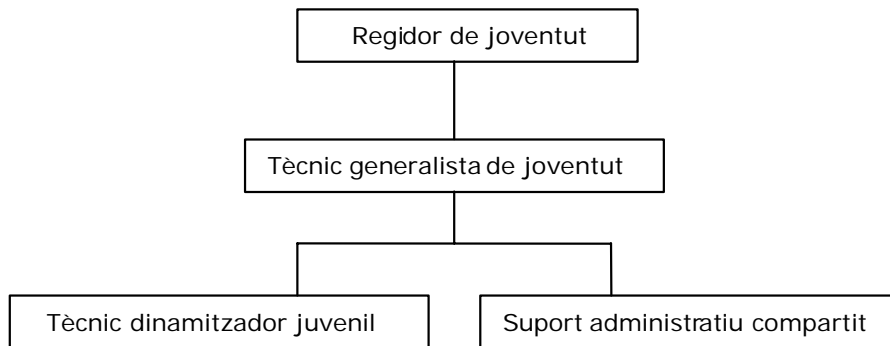 Regidor de joventut
Tècnic generalista de joventut
Tècnic dinamitzador juvenil
Suport administratiu compartit